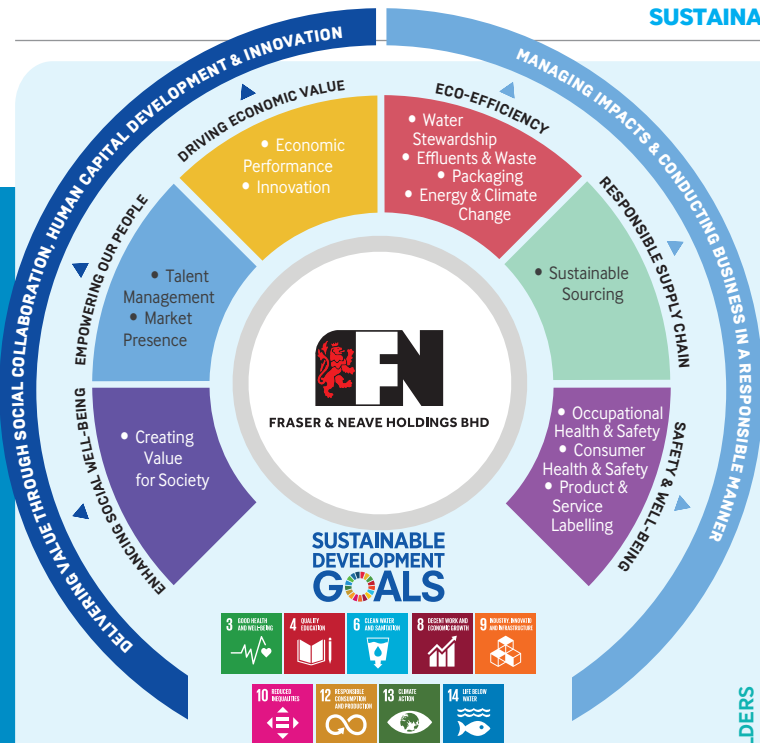 SUSTAINA
DELIVERING VALUE THROUGH SOCIAL COLLABORATION, HUMAN CAPITAL DEVELOPMENT & INNOVATION
MANAGING IMPACTS & CONDUCTING BUSINESS IN A RESPONSIBLE MANNER
DRIVING ECONOMIC VALUE
• Economic
Performance
• Innovation
ECO-EFFICIENCY
• Water
Stewardship
• Effluents & Waste
• Packaging
• Energy & Climate
Change
EMPOWERING OUR PEOPLE
• Talent
Management
• Market
Presence
RESPONSIBLE SUPPLY CHAIN
• Sustainable
Sourcing
ENHANCING SOCIAL WELL-BEING
• Creating
Value
for Society
SAFETY & WELL-BEING
• Occupational
Health & Safety
• Consumer
Health & Safety
• Product &
Service
Labelling
FN
FRASER & NEAVE HOLDINGS BHD
SUSTAINABLE
DEVELOPMENT
GOALS
3 GOOD HEALTH
AND WELL-BEING
4 QUALITY
EDUCATION
6 CLEAN WATER
AND SANITATION
8 DECENT WORK AND
ECONOMIC GROWTH
9 INDUSTRY, INNOVATIO
AND INFRASTRUCTURE
10 REDUCED
INEQUALITIES
12 RESPONSIBLE
CONSUMPTION
AND PRODUCTION
13 CLIMATE
ACTION
14 LIFE BELOW
WATER
LDERS